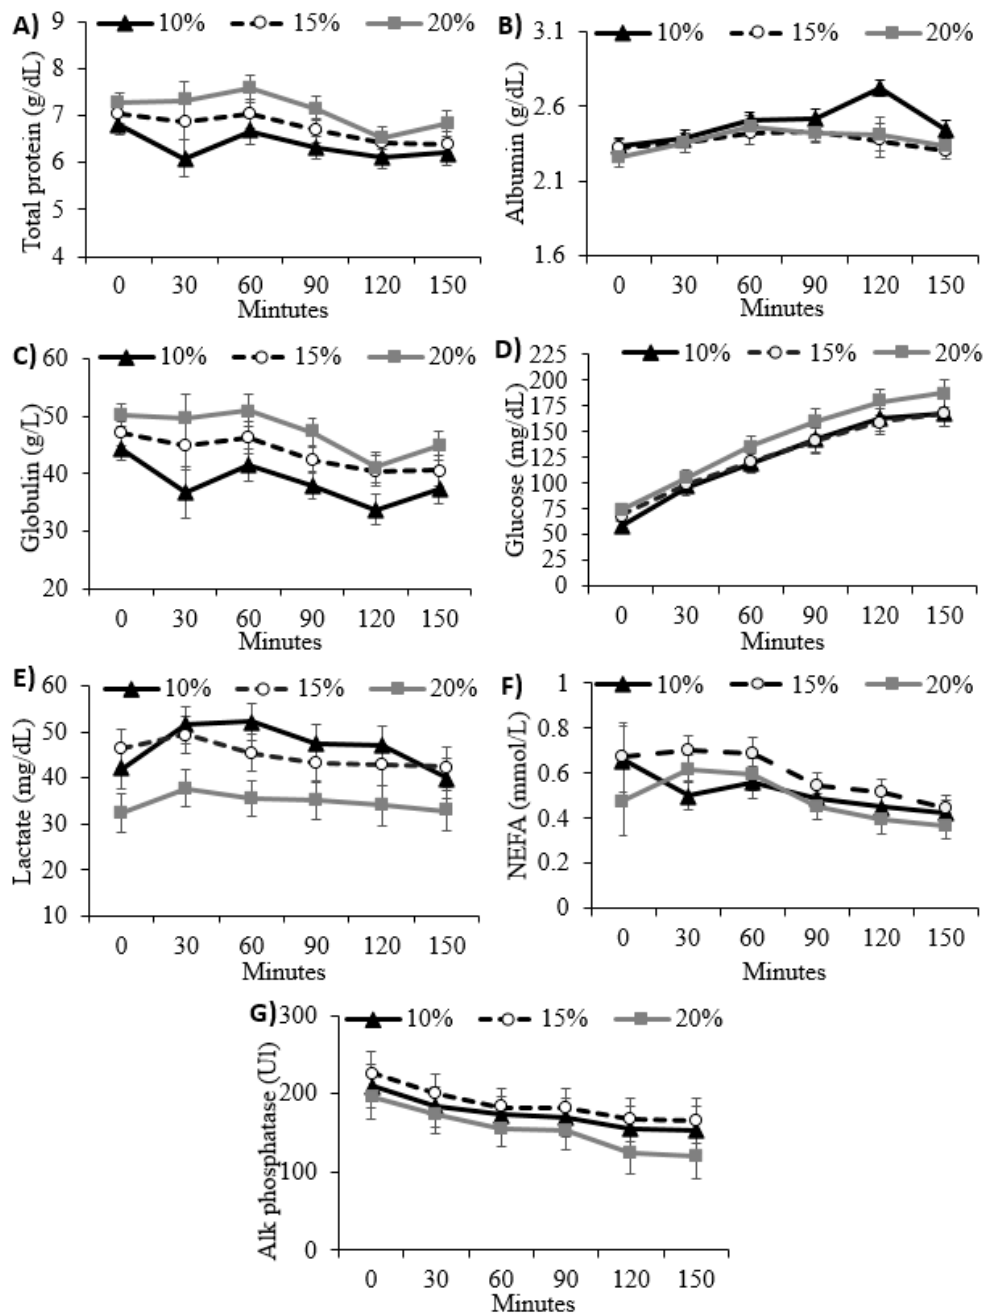 A) 9 10% 15% 20%
8
7
6
5
4
Total protein (g/dL)
0 30 60 90 120 150
Mintutes
B) 3.1 10% 15% 20%
2.6
2.1
1.6
Albumin (g/dL)
0 30 60 90 120 150
Minutes
C) 60 10% 15% 20%
50
40
30
20
Globulin (g/L)
0 30 60 90 120 150
Minutes
D) 225 10% 15% 20%
200
175
150
125
100
75
50
25
0
Glucose (mg/dL)
0 30 60 90 120 150
Minutes
E) 60 10% 15% 20%
50
40
30
20
10
Lactate (mg/dL)
0 30 60 90 120 150
Minutes
F) 1 10% 15% 20%
0.8
0.6
0.4
0.2
0
NEFA (mmol/L)
0 30 60 90 120 150
Minutes
G) 300 10% 15% 20%
200
100
0
Alk phosphatase (UI)
0 30 60 90 120 150
Minutes